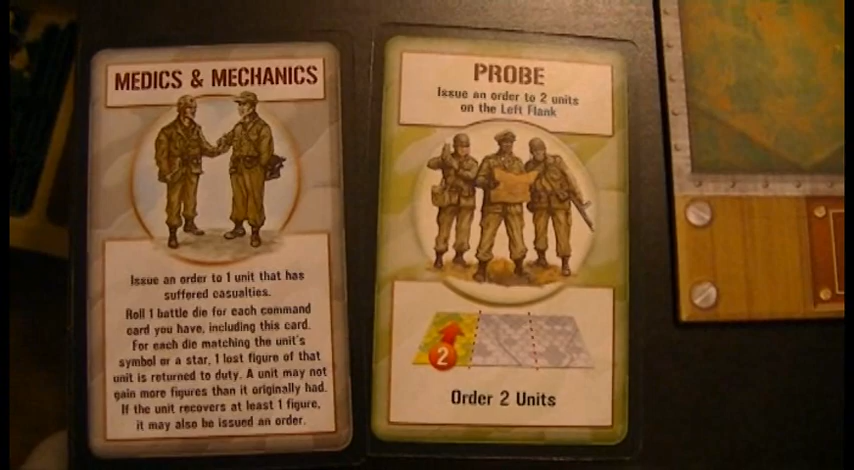 MEDICS & MECHANICS
Issue an order to 1 unit that has
suffered casualties.
Roll 1 battle die for each command
card you have, including this card.
For each die matching the unit's
symbol or a star, 1 lost figure of that
unit is returned to duty. A unit may not
gain more figures than it originally had.
If the unit recovers at least 1 figure,
it may also be issued an order.
PROBE
Issue an order to 2 units
on the Left Flank
2
Order 2 Units